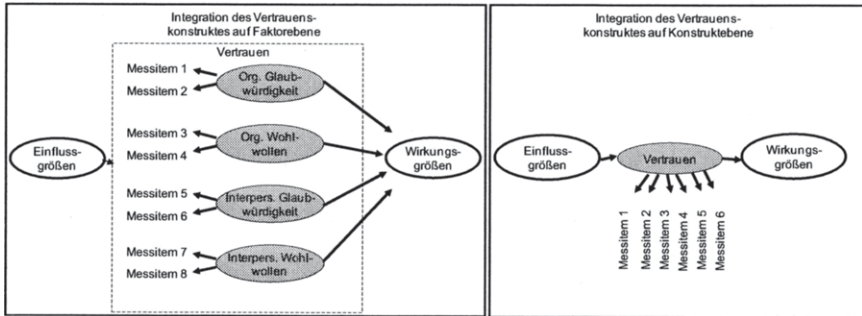 Integration des Vertrauens-
konstruktes auf Faktorebene
Vertrauen
Messitem 1
Messitem 2
Org. Glaub-
würdigkeit
Messitem 3
Messitem 4
Org. Wohl-
wollen
Einfluss-
größen
Wirkungs-
größen
Messitem 5
Messitem 6
Interpers. Glaub-
würdigkeit
Messitem 7
Messitem 8
Interpers. Wohl-
wollen
Integration des Vertrauens-
konstruktes auf Konstruktebene
Einfluss-
größen
Vertrauen
Wirkungs-
größen
Messitem 1
Messitem 2
Messitem 3
Messitem 4
Messitem 5
Messitem 6